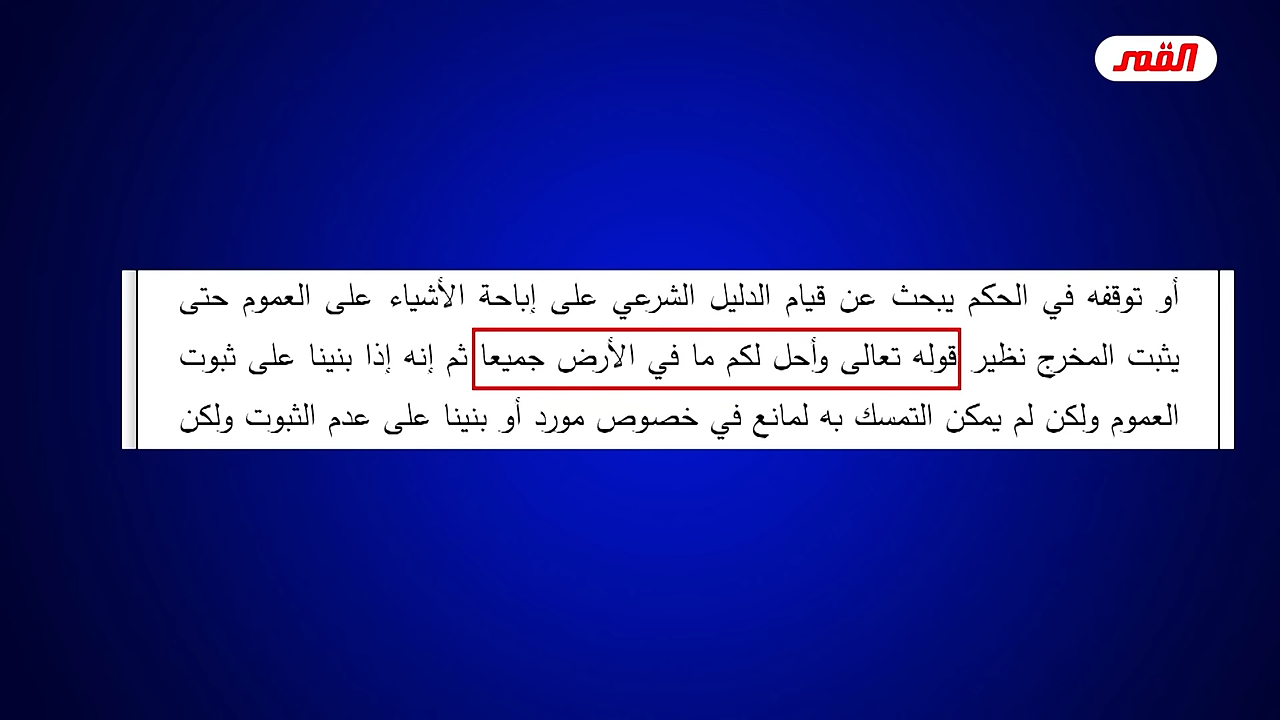 القمر
أو توقفه في الحكم يبحث عن قيام الدليل الشرعي على إباحة الأشياء على العموم حتى
يثبت المخرج نظير قوله تعالى وأحل لكم ما في الأرض جميعا ثم إنه إذا بنينا على ثبوت
العموم ولكن لم يمكن التمسك به لمانع في خصوص مورد أو بنينا على عدم الثبوت ولكن